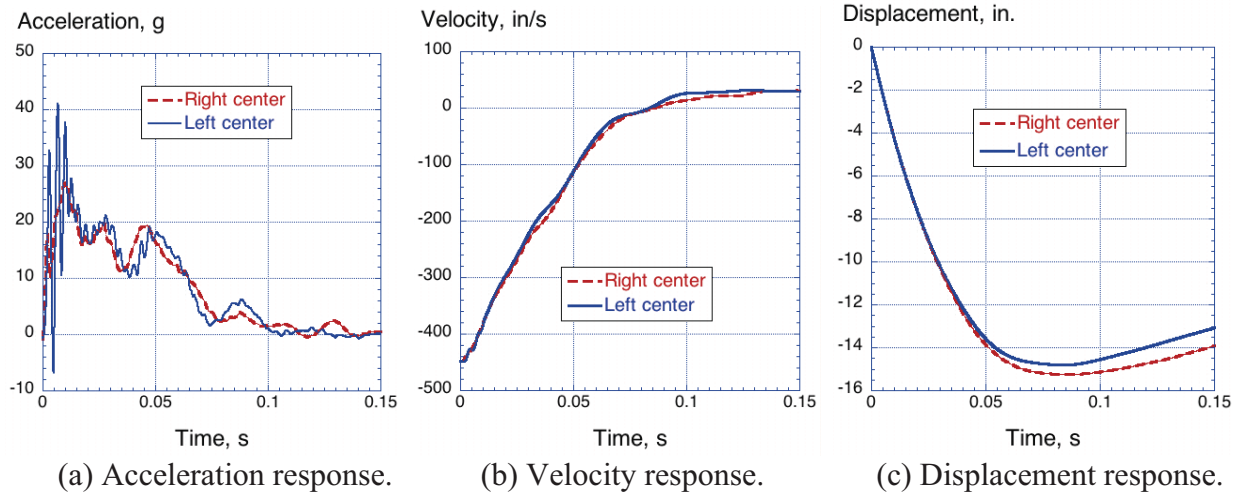 Acceleration, g
50
40
30
20
10
0
-10
Right center
Left center
0
0.05
0.1
0.15
Time, s
(a) Acceleration response.
Velocity, in/s
100
0
-100
-200
-300
-400
-500
Right center
Left center
0
0.05
0.1
0.15
Time, s
(b) Velocity response.
Displacement, in.
0
-2
-4
-6
-8
-10
-12
-14
-16
Right center
Left center
0
0.05
0.1
0.15
Time, s
(c) Displacement response.